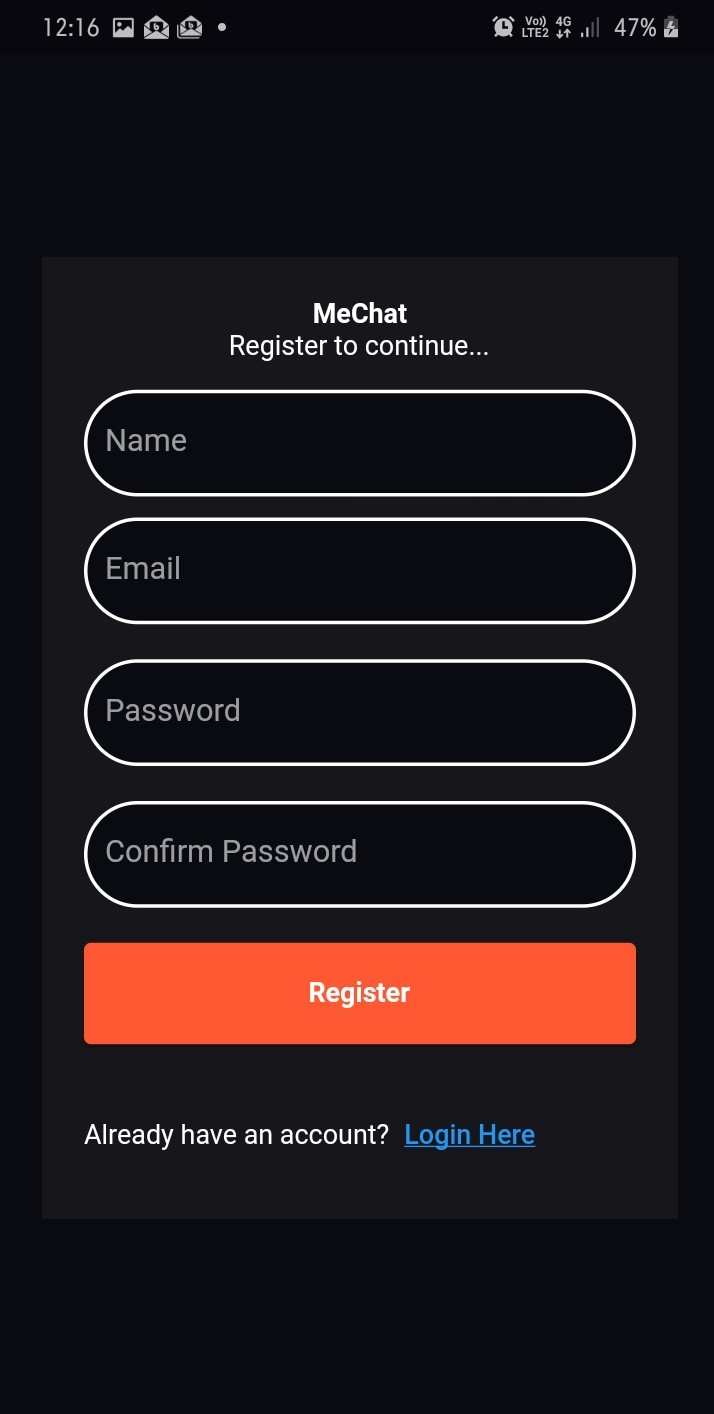 12:16 Vo)) LTE2 4G 47%
MeChat
Register to continue...
Name
Email
Password
Confirm Password
Register
Already have an account? Login Here